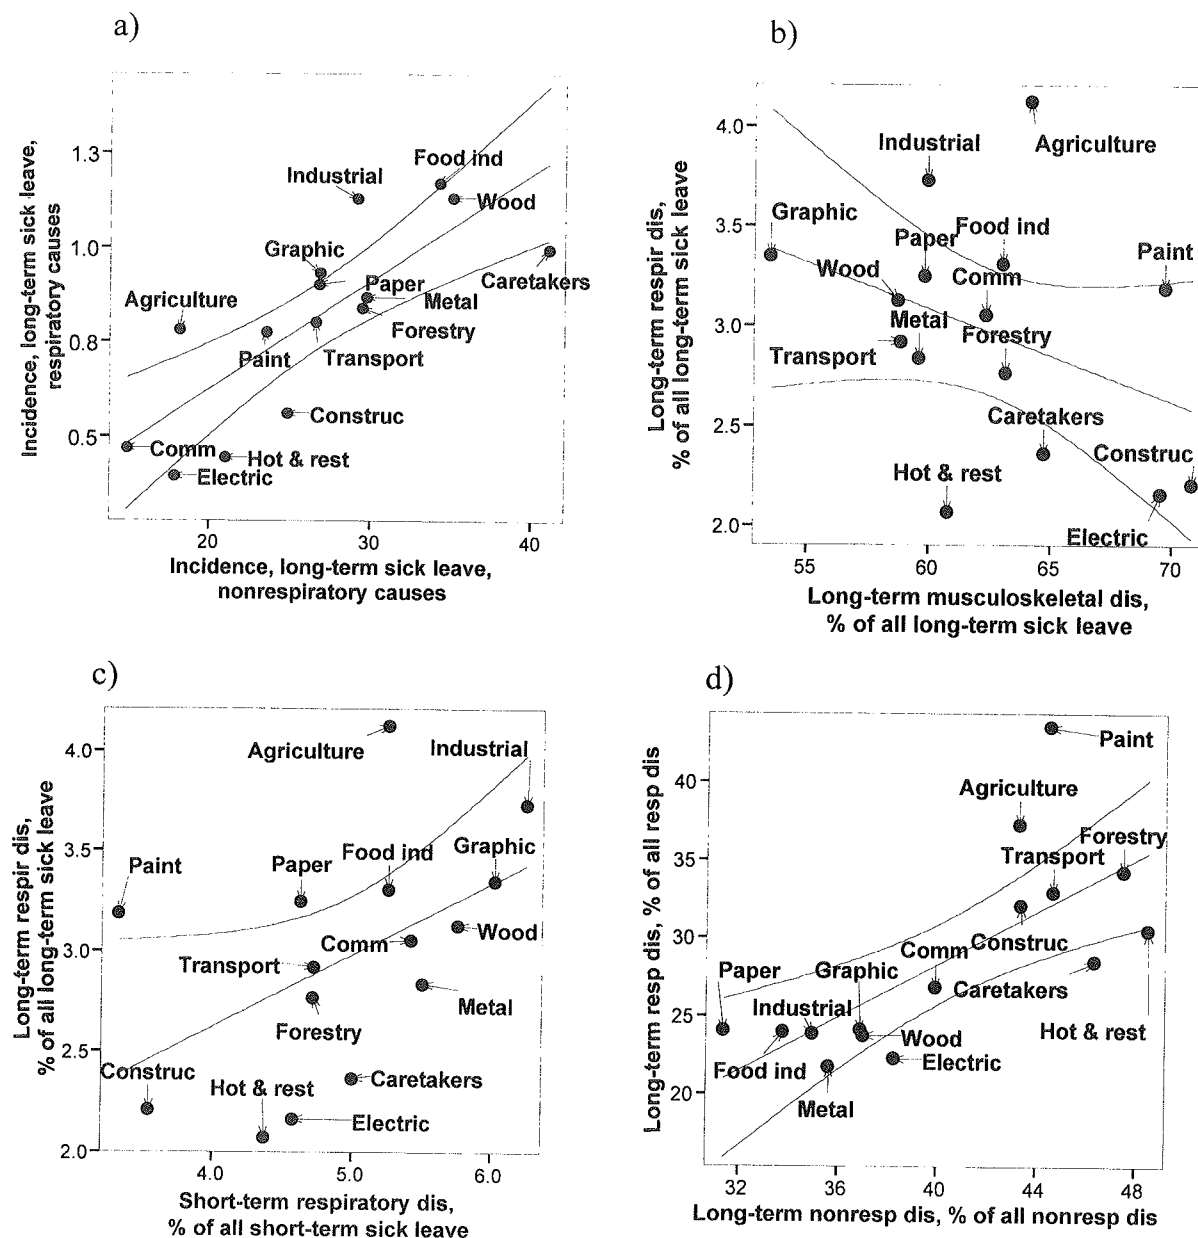 a)
Incidence, long-term sick leave,
respiratory causes
1.3
1.0
0.8
0.5
Food ind
Industrial
Wood
Graphic
Caretakers
Paper
Agriculture
Metal
Forestry
Paint
Transport
Construc
Comm
Hot & rest
Electric
20
30
40
Incidence, long-term sick leave,
nonrespiratory causes
b)
Long-term respir dis,
% of all long-term sick leave
4.0
3.5
3.0
2.5
2.0
Industrial
Agriculture
Graphic
Food ind
Paper
Paint
Wood
Comm
Metal
Forestry
Transport
Caretakers
Construc
Hot & rest
Electric
55
60
65
70
Long-term musculoskeletal dis,
% of all long-term sick leave
c)
Long-term respir dis,
% of all long-term sick leave
4.0
3.5
3.0
2.5
2.0
Agriculture
Industrial
Graphic
Food ind
Paper
Paint
Wood
Comm
Transport
Metal
Forestry
Construc
Caretakers
Hot & rest
Electric
4.0
5.0
6.0
Short-term respiratory dis,
% of all short-term sick leave
d)
Long-term resp dis, % of all resp dis
40
35
30
25
20
Paint
Agriculture
Forestry
Transport
Construc
Comm
Paper
Graphic
Caretakers
Industrial
Hot & rest
Wood
Electric
Food ind
Metal
32
36
40
44
48
Long-term nonresp dis, % of all nonresp dis